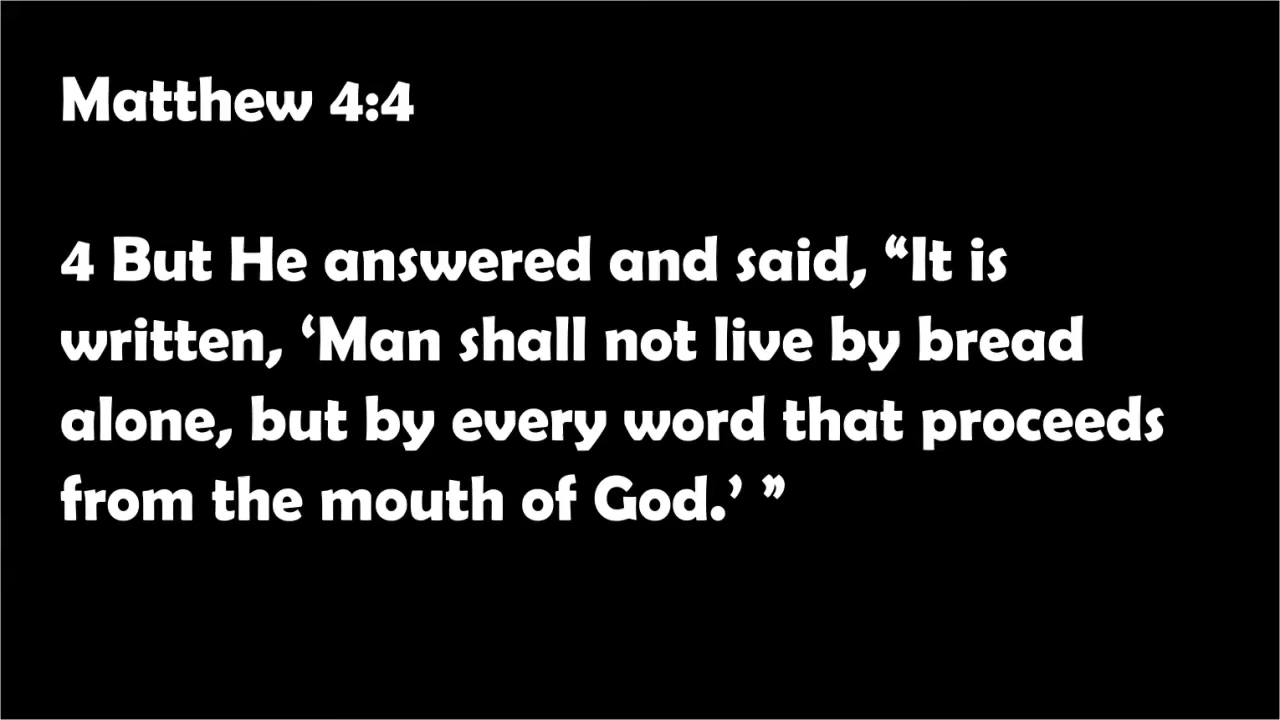 Matthew 4:4
4 But He answered and said, “It is
written, ‘Man shall not live by bread
alone, but by every word that proceeds
from the mouth of God.’ ”